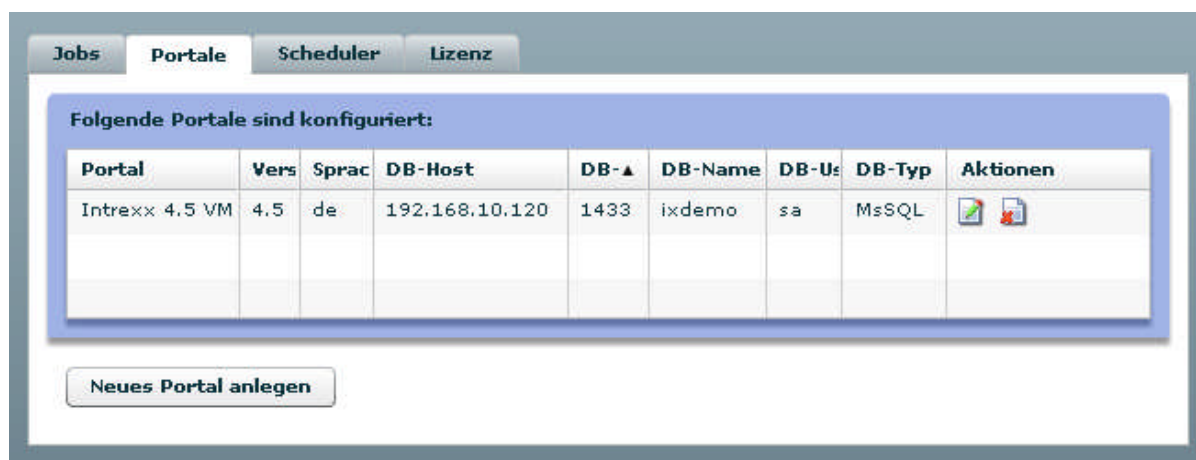 Jobs Portale Scheduler Lizenz
Folgende Portale sind konfiguriert:
Portal Vers Sprac DB-Host DB-▲ DB-Name DB-Us DB-Typ Aktionen
Intrexx 4.5 VM 4.5 de 192.168.10.120 1433 ixdemo sa MsSQL
Neues Portal anlegen